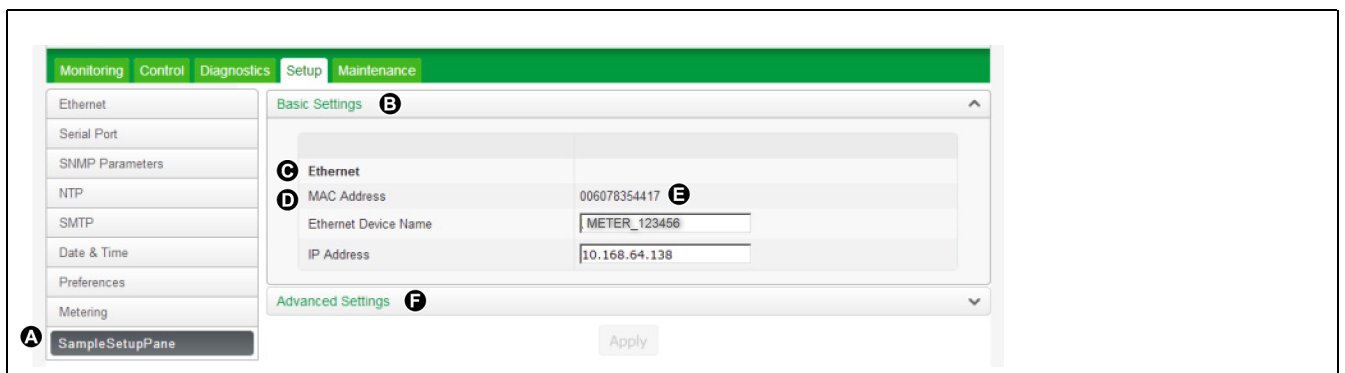 Monitoring Control Diagnostics Setup Maintenance
Ethernet
Serial Port
SNMP Parameters
NTP
SMTP
Date & Time
Preferences
Metering
A SampleSetupPane
Basic Settings B
C Ethernet
D MAC Address 006078354417 E
Ethernet Device Name METER_123456
IP Address 10.168.64.138
Advanced Settings F
Apply